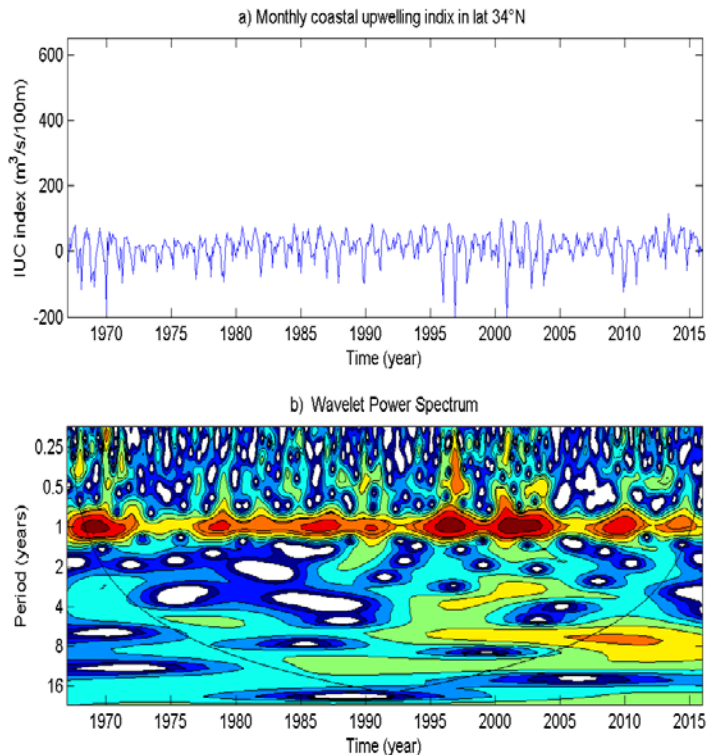 a) Monthly coastal upwelling indix in lat 34°N
IUC index (m³/s/100m)
600
400
200
0
-200
1970 1975 1980 1985 1990 1995 2000 2005 2010 2015
Time (year)
b) Wavelet Power Spectrum
Period (years)
0.25
0.5
1
2
4
8
16
1970 1975 1980 1985 1990 1995 2000 2005 2010 2015
Time (year)